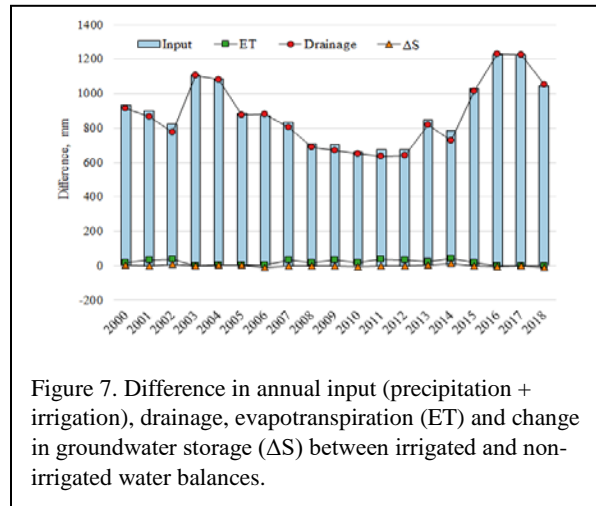 1400
Input ET Drainage ΔS
1200
1000
800
600
400
200
0
-200
Difference, mm
2000 2001 2002 2003 2004 2005 2006 2007 2008 2009 2010 2011 2012 2013 2014 2015 2016 2017 2018
Figure 7. Difference in annual input (precipitation +
irrigation), drainage, evapotranspiration (ET) and change
in groundwater storage (ΔS) between irrigated and non-
irrigated water balances.